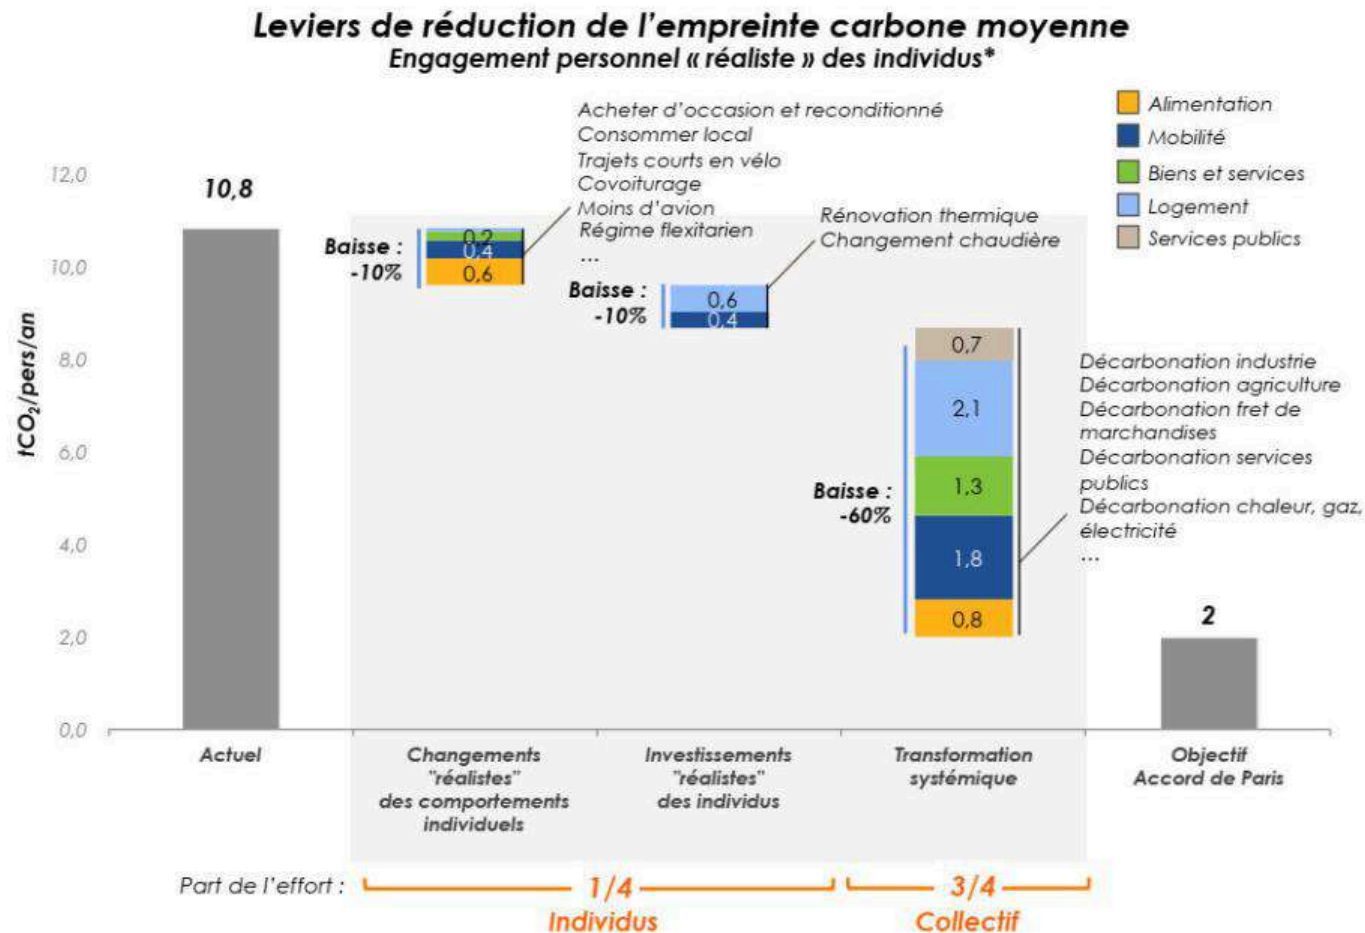 Leviers de réduction de l'empreinte carbone moyenne
Engagement personnel « réaliste » des individus*
Alimentation
Mobilité
Biens et services
Logement
Services publics
Acheter d'occasion et reconditionné
Consommer local
Trajets courts en vélo
Covoiturage
Moins d'avion
Régime flexitarien
...
Rénovation thermique
Changement chaudière
tCO₂/pers/an
12,0
10,0
8,0
6,0
4,0
2,0
0,0
10,8
Baisse :
-10%
0,2
0,4
0,6
Baisse :
-10%
0,6
0,4
Baisse :
-60%
0,7
2,1
1,3
1,8
0,8
Décarbonation industrie
Décarbonation agriculture
Décarbonation fret de
marchandises
Décarbonation services
publics
Décarbonation chaleur, gaz,
électricité
...
2
Actuel
Changements
"réalistes"
des comportements
individuels
Investissements
"réalistes"
des individus
Transformation
systémique
Objectif
Accord de Paris
Part de l'effort :
1/4
Individus
3/4
Collectif